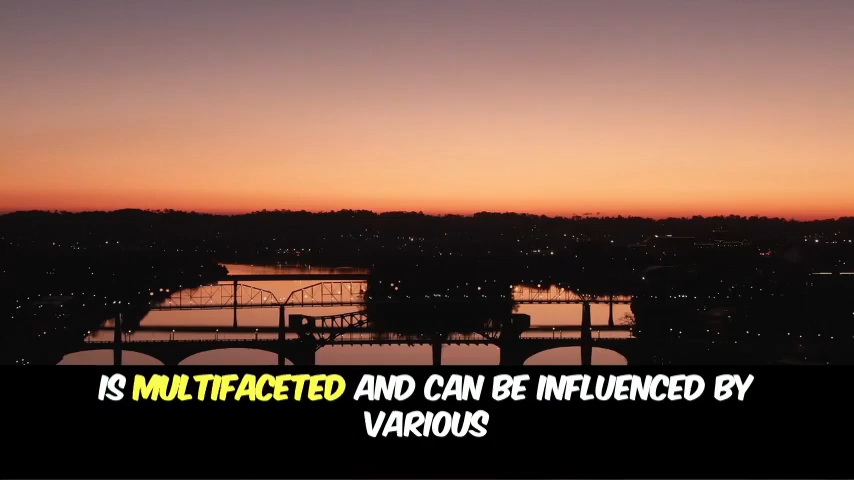 IS MULTIFACETED AND CAN BE INFLUENCED BY
VARIOUS